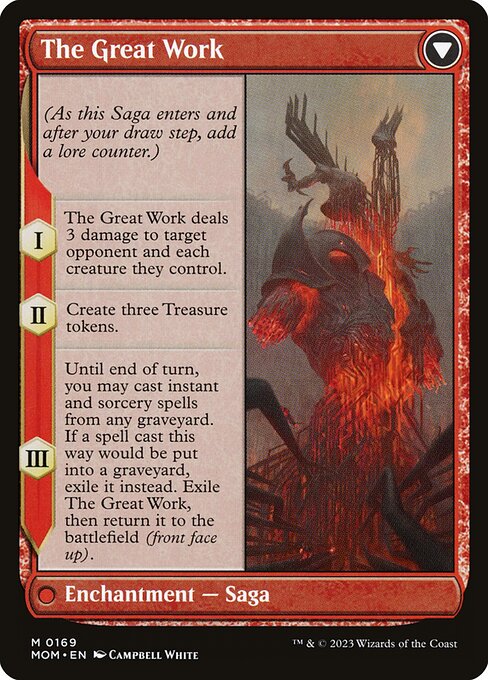 The Great Work
(As this Saga enters and
after your draw step, add
a lore counter.)
I
The Great Work deals
3 damage to target
opponent and each
creature they control.
II
Create three Treasure
tokens.
III
Until end of turn,
you may cast instant
and sorcery spells
from any graveyard.
If a spell cast this
way would be put
into a graveyard,
exile it instead. Exile
The Great Work,
then return it to the
battlefield (front face
up).
Enchantment — Saga
M 0169
MOM • EN Campbell White
™ & © 2023 Wizards of the Coast